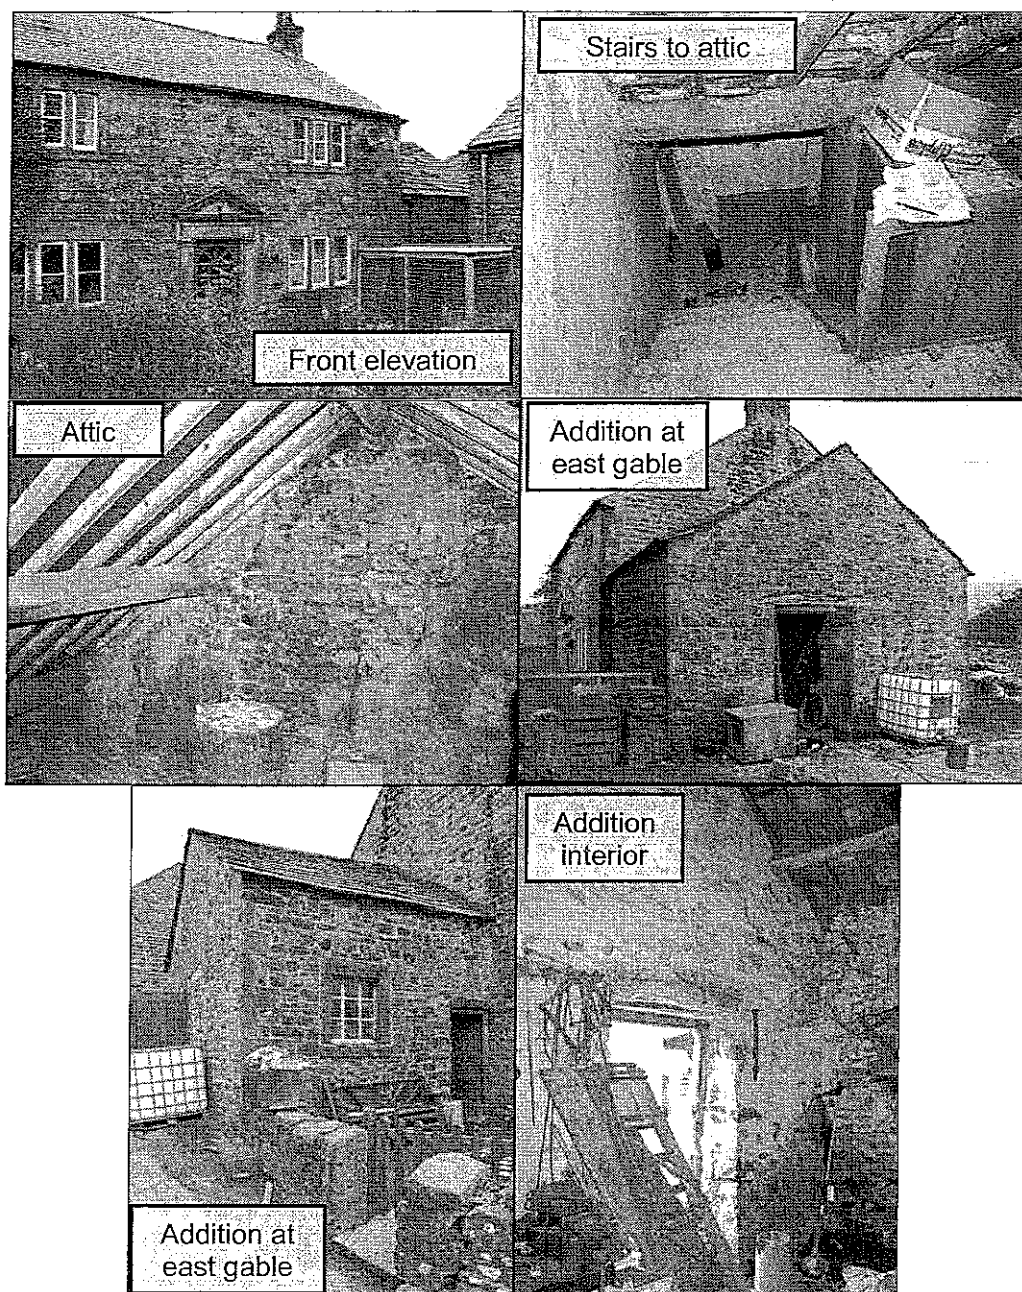 Stairs to attic
Front elevation
Attic
Addition at
east gable
Addition at
east gable
Addition
interior